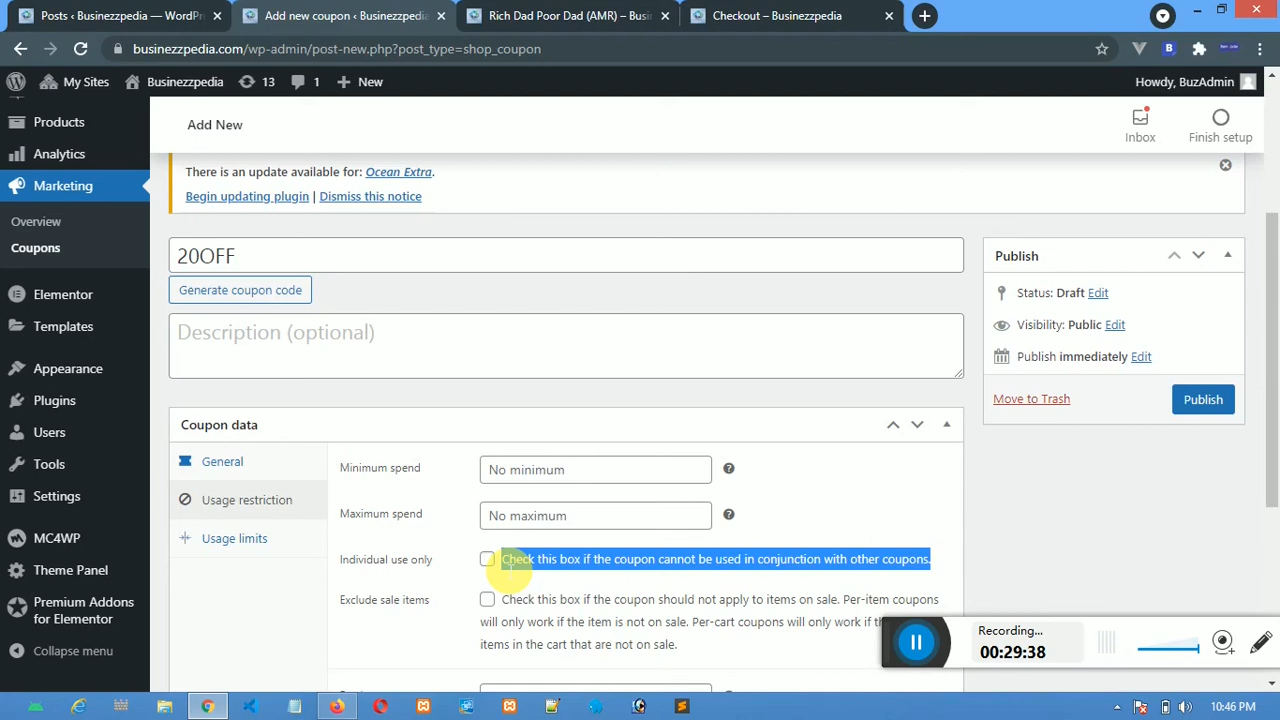 Posts ‹ Businezzpedia — WordPr
Add new coupon ‹ Businezzpedia
Rich Dad Poor Dad (AMR) – Busi
Checkout – Businezzpedia
businezzpedia.com/wp-admin/post-new.php?post_type=shop_coupon
My Sites
Businezzpedia
13
1
New
Howdy, BuzAdmin
Products
Analytics
Marketing
Overview
Coupons
Elementor
Templates
Appearance
Plugins
Users
Tools
Settings
MC4WP
Theme Panel
Premium Addons
for Elementor
Collapse menu
Add New
Inbox
Finish setup
There is an update available for: Ocean Extra.
Begin updating plugin | Dismiss this notice
20OFF
Generate coupon code
Description (optional)
Publish
Status: Draft Edit
Visibility: Public Edit
Publish immediately Edit
Move to Trash
Publish
Coupon data
General
Usage restriction
Usage limits
Minimum spend
No minimum
Maximum spend
No maximum
Individual use only
Check this box if the coupon cannot be used in conjunction with other coupons.
Exclude sale items
Check this box if the coupon should not apply to items on sale. Per-item coupons
will only work if the item is not on sale. Per-cart coupons will only work if
items in the cart that are not on sale.
Recording...
00:29:38
10:46 PM